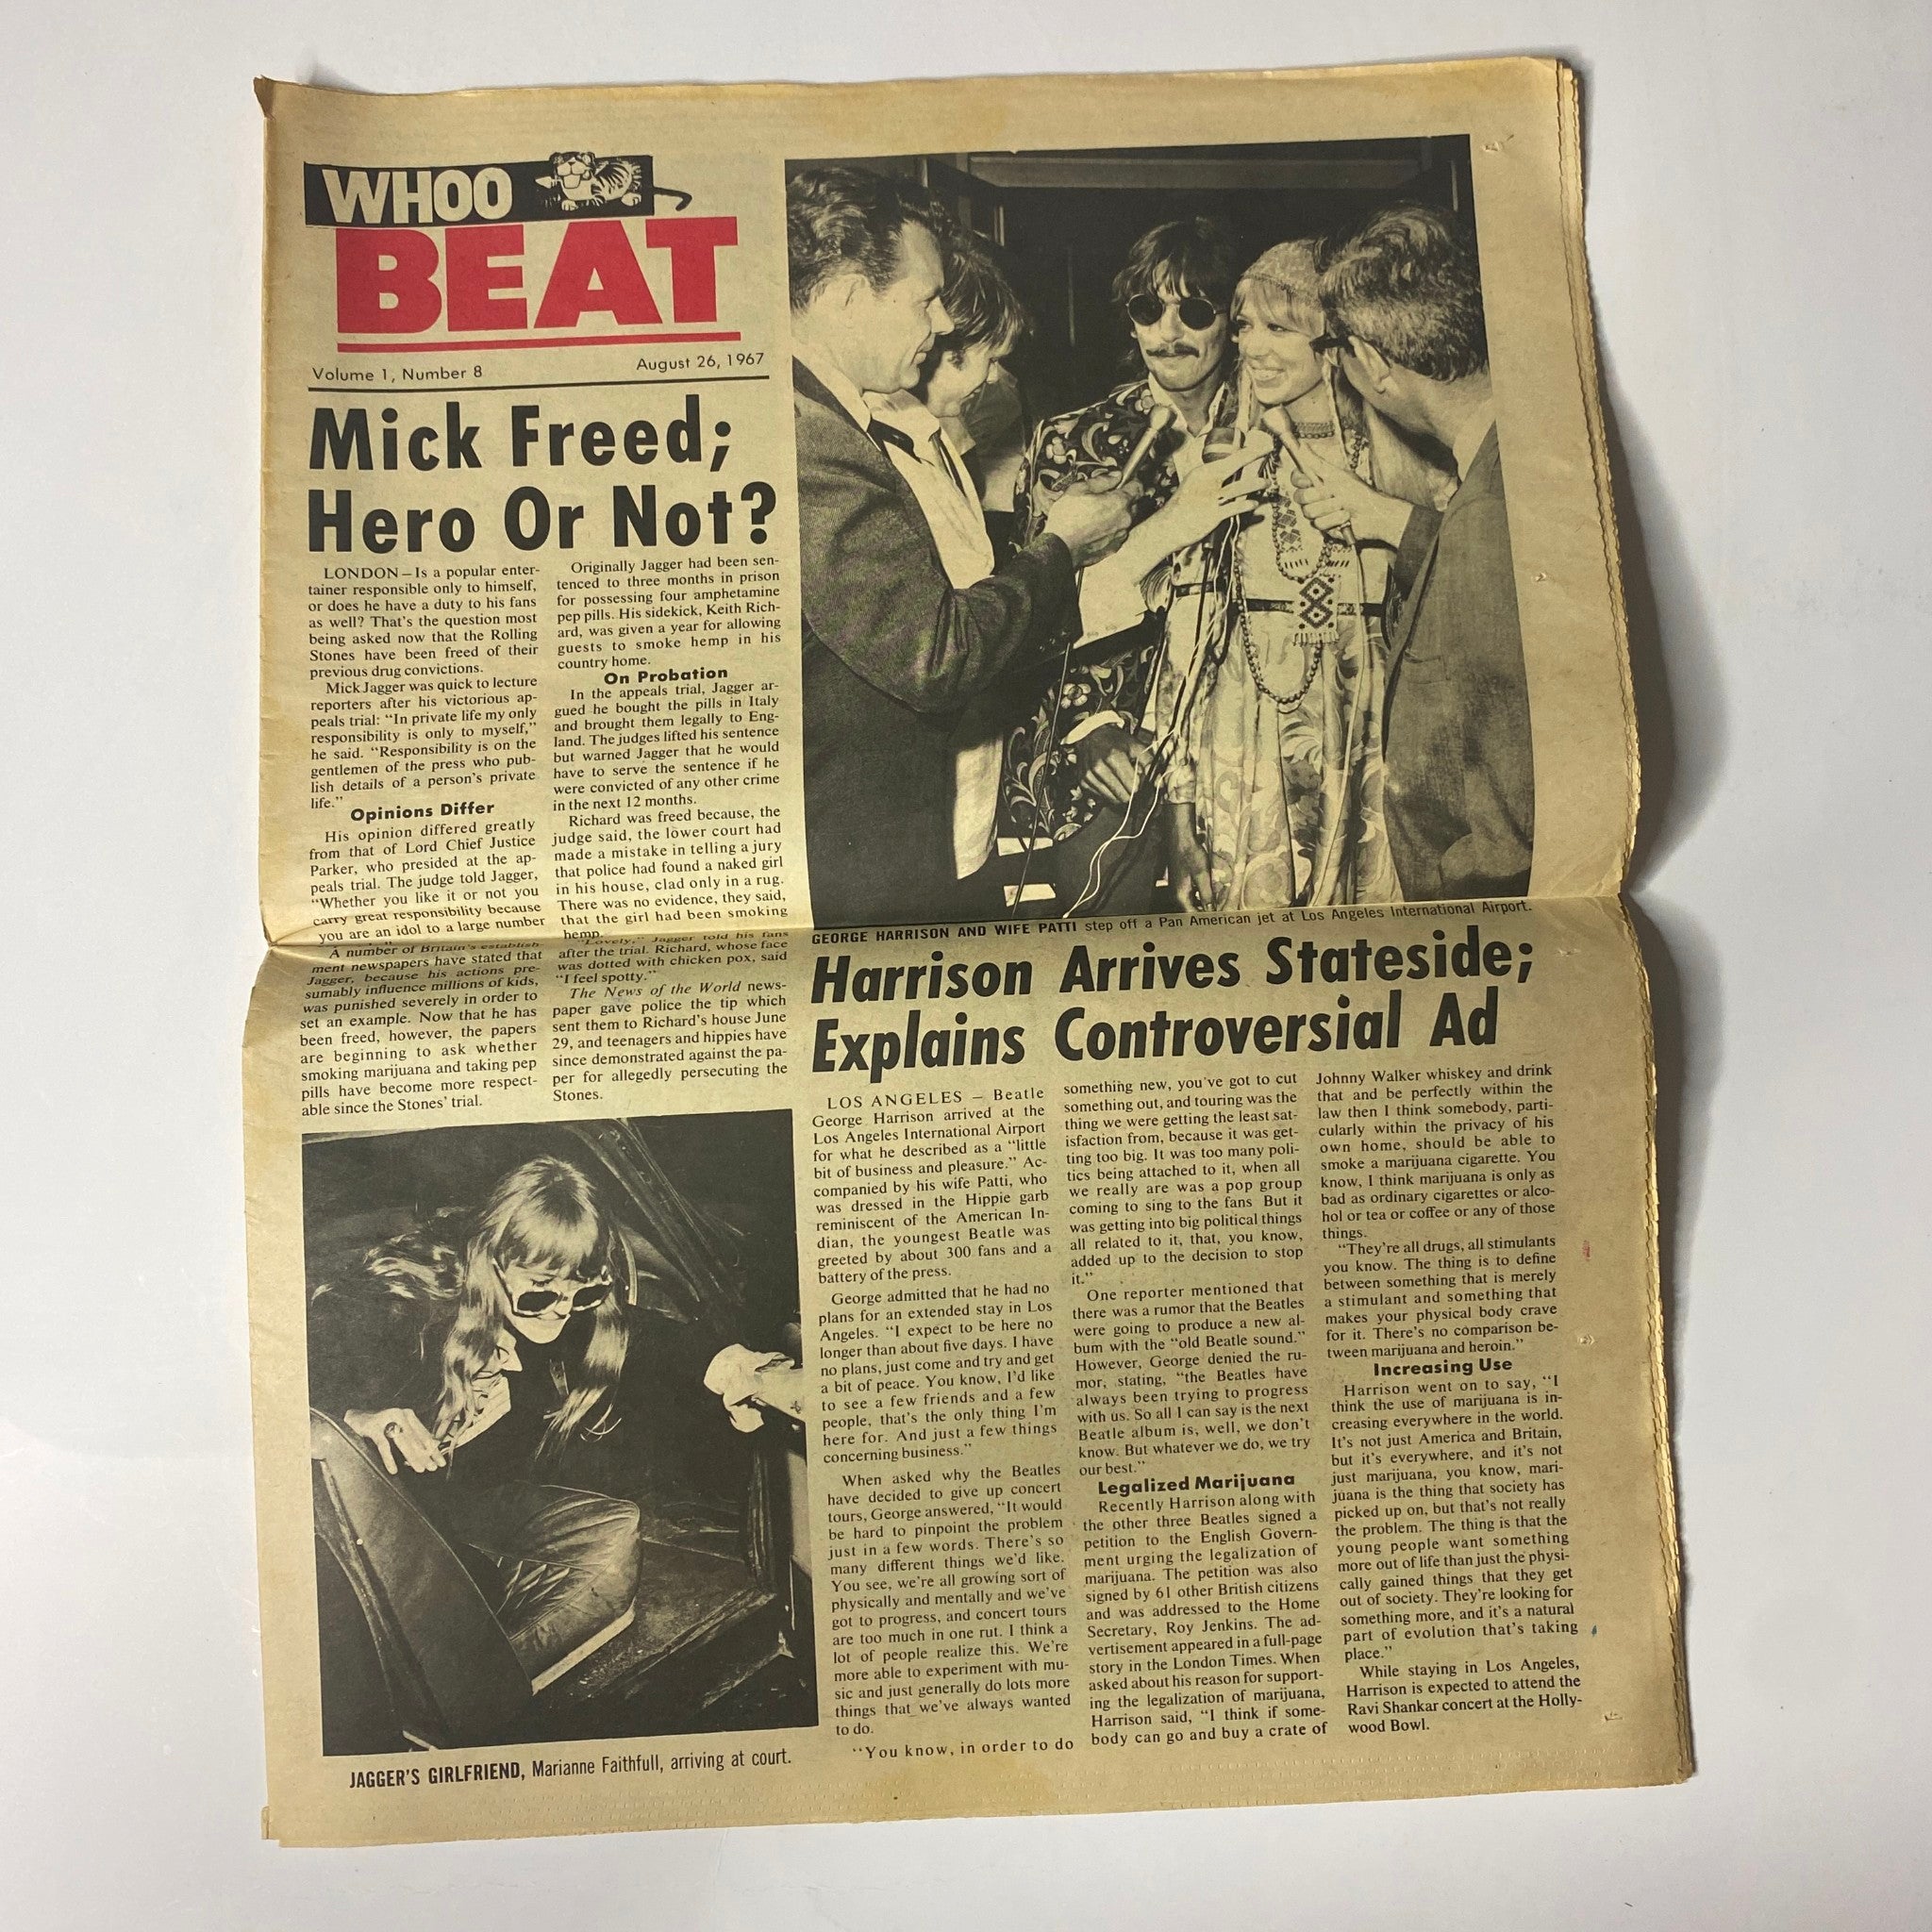 WHOO
BEAT
Volume 1, Number 8
August 26, 1967
Mick Freed;
Hero Or Not?
LONDON – Is a popular enter-
tainer responsible only to himself,
or does he have a duty to his fans
as well? That's the question most
being asked now that the Rolling
Stones have been freed of their
previous drug convictions.
Mick Jagger was quick to lecture
reporters after his victorious ap-
peals trial: “In private life my only
responsibility is only to myself,”
he said. “Responsibility is on the
gentlemen of the press who pub-
lish details of a person's private
life.”
Opinions Differ
His opinion differed greatly
from that of Lord Chief Justice
Parker, who presided at the ap-
peals trial. The judge told Jagger,
“Whether you like it or not you
carry great responsibility because
you are an idol to a large number
A number of Britain's establish-
ment newspapers have stated that
Jagger, because his actions pre-
sumably influence millions of kids,
was punished severely in order to
set an example. Now that he has
been freed, however, the papers
are beginning to ask whether
smoking marijuana and taking pep
pills have become more respect-
able since the Stones' trial.
Originally Jagger had been sen-
tenced to three months in prison
for possessing four amphetamine
pep pills. His sidekick, Keith Rich-
ard, was given a year for allowing
guests to smoke hemp in his
country home.
On Probation
In the appeals trial, Jagger ar-
gued he bought the pills in Italy
and brought them legally to Eng-
land. The judges lifted his sentence
but warned Jagger that he would
have to serve the sentence if he
were convicted of any other crime
in the next 12 months.
Richard was freed because, the
judge said, the lower court had
made a mistake in telling a jury
that police had found a naked girl
in his house, clad only in a rug.
There was no evidence, they said,
that the girl had been smoking
hemp.
“Lovely,” Jagger told his fans
after the trial. Richard, whose face
was dotted with chicken pox, said
“I feel spotty.”
The News of the World news-
paper gave police the tip which
sent them to Richard's house June
29, and teenagers and hippies have
since demonstrated against the pa-
per for allegedly persecuting the
Stones.
JAGGER'S GIRLFRIEND, Marianne Faithfull, arriving at court.
GEORGE HARRISON AND WIFE PATTI step off a Pan American jet at Los Angeles International Airport.
Harrison Arrives Stateside;
Explains Controversial Ad
LOS ANGELES – Beatle
George Harrison arrived at the
Los Angeles International Airport
for what he described as a “little
bit of business and pleasure.” Ac-
companied by his wife Patti, who
was dressed in the Hippie garb
reminiscent of the American In-
dian, the youngest Beatle was
greeted by about 300 fans and a
battery of the press.
George admitted that he had no
plans for an extended stay in Los
Angeles. “I expect to be here no
longer than about five days. I have
no plans, just come and try and get
a bit of peace. You know, I'd like
to see a few friends and a few
people, that's the only thing I'm
here for. And just a few things
concerning business.”
When asked why the Beatles
have decided to give up concert
tours, George answered, “It would
be hard to pinpoint the problem
just in a few words. There's so
many different things we'd like.
You see, we're all growing sort of
physically and mentally and we've
got to progress, and concert tours
are too much in one rut. I think a
lot of people realize this. We're
more able to experiment with mu-
sic and just generally do lots more
things that we've always wanted
to do.
“You know, in order to do
something new, you've got to cut
something out, and touring was the
thing we were getting the least sat-
isfaction from, because it was get-
ting too big. It was too many poli-
tics being attached to it, when all
we really are was a pop group
coming to sing to the fans But it
was getting into big political things
all related to it, that, you know,
added up to the decision to stop
it.”
One reporter mentioned that
there was a rumor that the Beatles
were going to produce a new al-
bum with the “old Beatle sound.”
However, George denied the ru-
mor, stating, “the Beatles have
always been trying to progress
with us. So all I can say is the next
Beatle album is, well, we don't
know. But whatever we do, we try
our best.”
Legalized Marijuana
Recently Harrison along with
the other three Beatles signed a
petition to the English Govern-
ment urging the legalization of
marijuana. The petition was also
signed by 61 other British citizens
and was addressed to the Home
Secretary, Roy Jenkins. The ad-
vertisement appeared in a full-page
story in the London Times. When
asked about his reason for support-
ing the legalization of marijuana,
Harrison said, “I think if some-
body can go and buy a crate of
Johnny Walker whiskey and drink
that and be perfectly within the
law then I think somebody, parti-
cularly within the privacy of his
own home, should be able to
smoke a marijuana cigarette. You
know, I think marijuana is only as
bad as ordinary cigarettes or alco-
hol or tea or coffee or any of those
things.
“They're all drugs, all stimulants
you know. The thing is to define
between something that is merely
a stimulant and something that
makes your physical body crave
for it. There's no comparison be-
tween marijuana and heroin.”
Increasing Use
Harrison went on to say, “I
think the use of marijuana is in-
creasing everywhere in the world.
It's not just America and Britain,
but it's everywhere, and it's not
just marijuana, you know, mari-
juana is the thing that society has
picked up on, but that's not really
the problem. The thing is that the
young people want something
more out of life than just the physi-
cally gained things that they get
out of society. They're looking for
something more, and it's a natural
part of evolution that's taking
place.”
While staying in Los Angeles,
Harrison is expected to attend the
Ravi Shankar concert at the Holly-
wood Bowl.